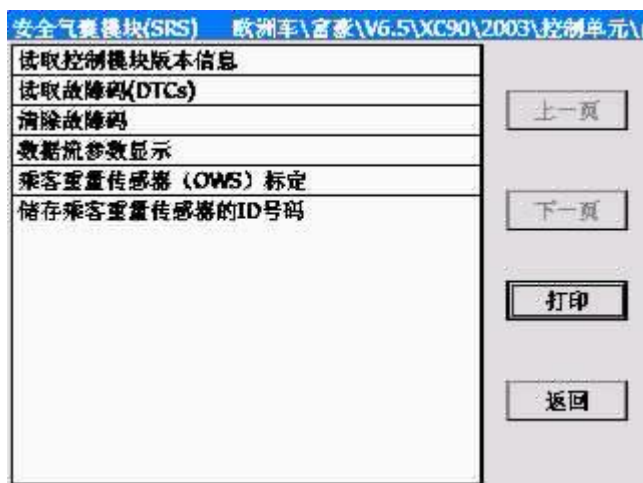 安全气囊模块(SRS) 欧洲车\富豪\V6.5\XC90\2003\控制单元\
读取控制模块版本信息
读取故障码(DTCs)
清除故障码
数据流参数显示
乘客重量传感器（OWS）标定
储存乘客重量传感器的ID号码
上一页
下一页
打印
返回